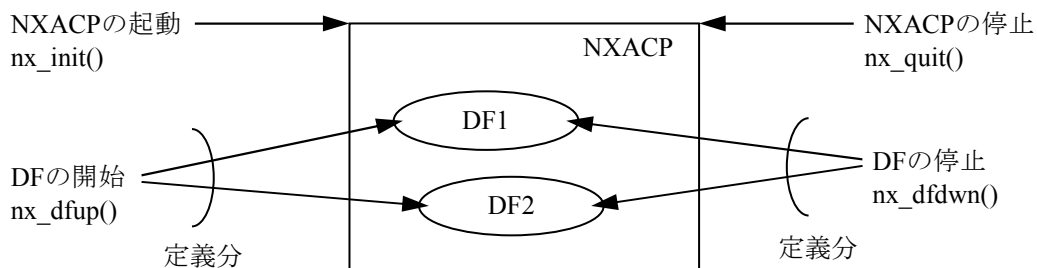 NXACPの起動
nx_init()
NXACP
NXACPの停止
nx_quit()
DF1
DFの開始
nx_dfup()
DF2
DFの停止
nx_dfdwn()
定義分
定義分